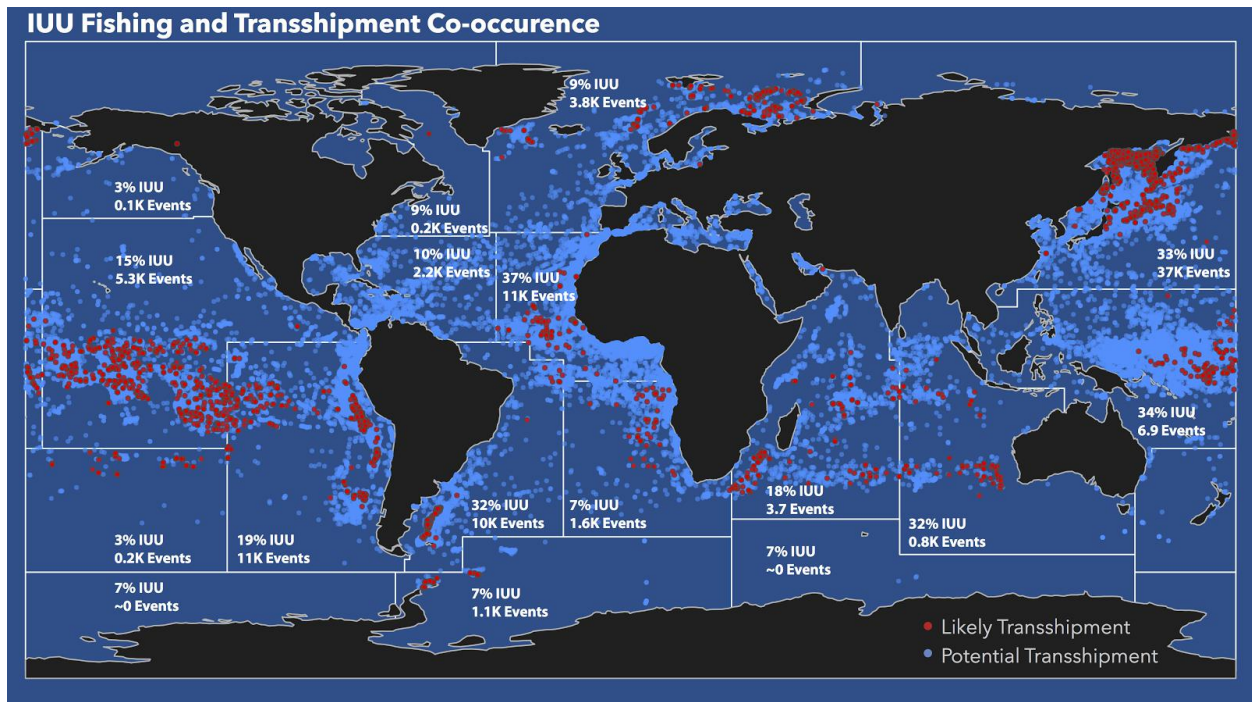 IUU Fishing and Transshipment Co-occurence
9% IUU
3.8K Events
3% IUU
0.1K Events
9% IUU
0.2K Events
15% IUU
5.3K Events
10% IUU
2.2K Events
37% IUU
11K Events
33% IUU
37K Events
34% IUU
6.9 Events
32% IUU
10K Events
7% IUU
1.6K Events
18% IUU
3.7 Events
32% IUU
0.8K Events
3% IUU
0.2K Events
19% IUU
11K Events
7% IUU
~0 Events
7% IUU
~0 Events
7% IUU
1.1K Events
Likely Transshipment
Potential Transshipment